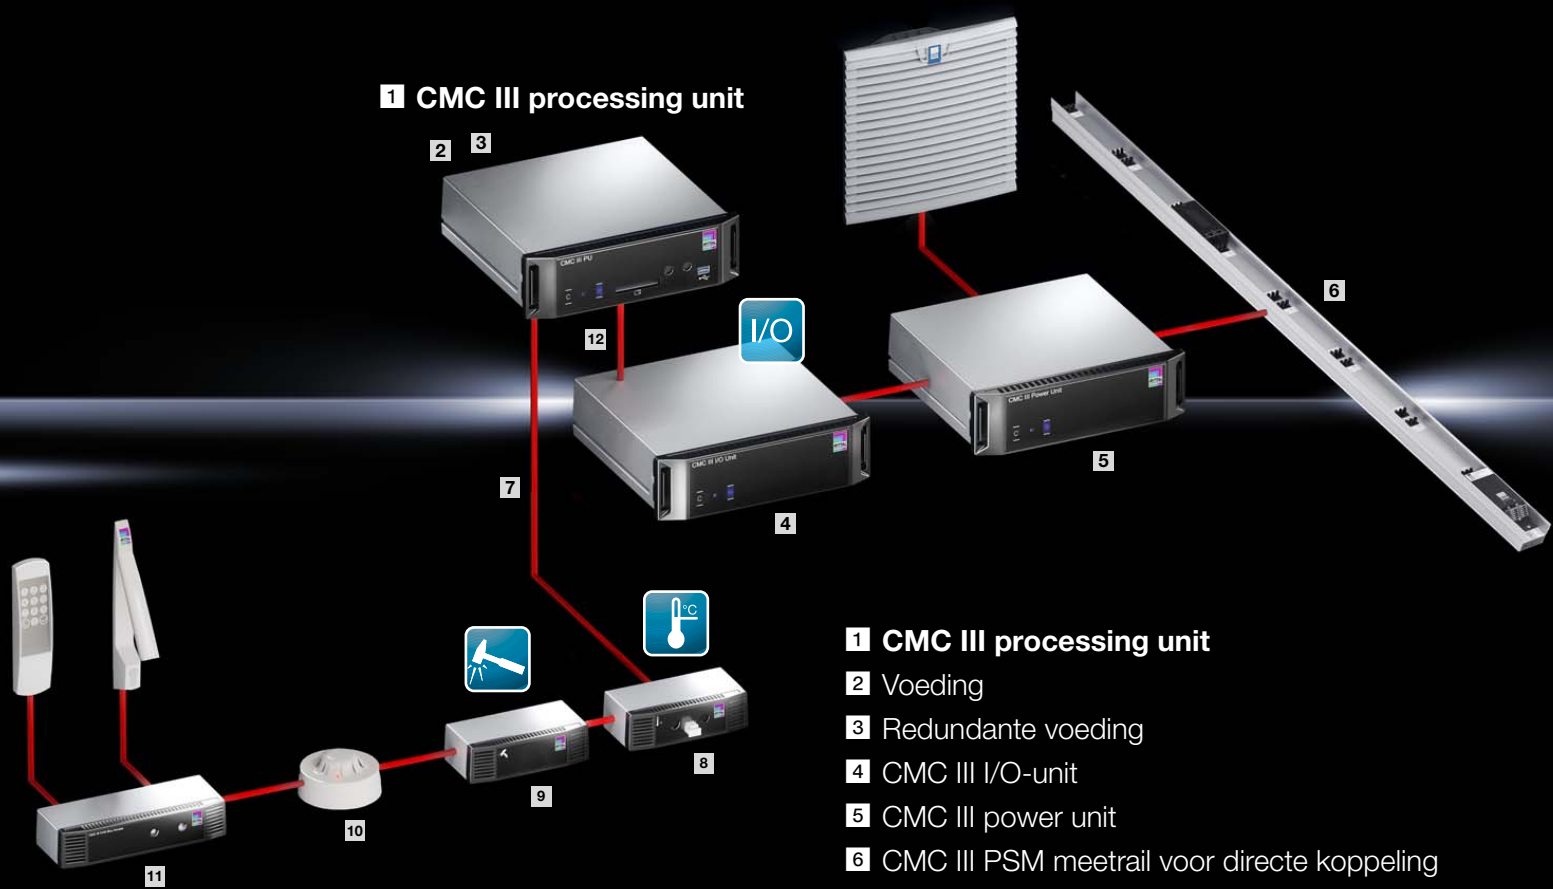 1 CMC III processing unit
2
3
CMC III PU
12
I/O
6
CMC III Power Unit
CMC III I/O Unit
5
7
4
°C
8
9
10
11
1 CMC III processing unit
2 Voeding
3 Redundante voeding
4 CMC III I/O-unit
5 CMC III power unit
6 CMC III PSM meetrail voor directe koppeling